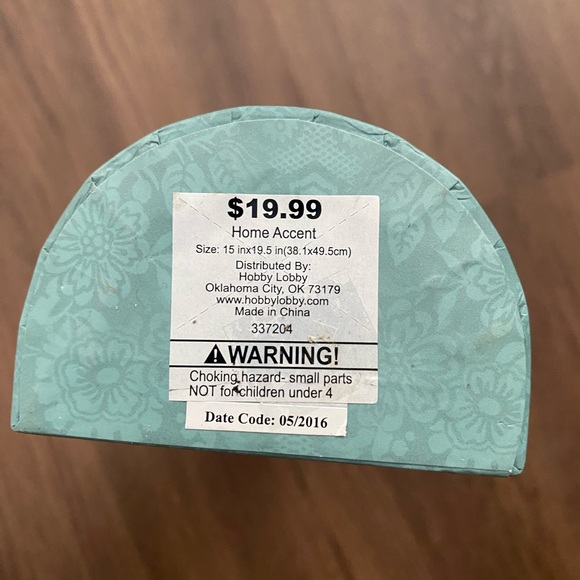 $19.99
Home Accent
Size: 15 inx19.5 in(38.1x49.5cm)
Distributed By:
Hobby Lobby
Oklahoma City, OK 73179
www.hobbylobby.com
Made in China
337204
⚠WARNING!
Choking hazard- small parts
NOT for children under 4
Date Code: 05/2016